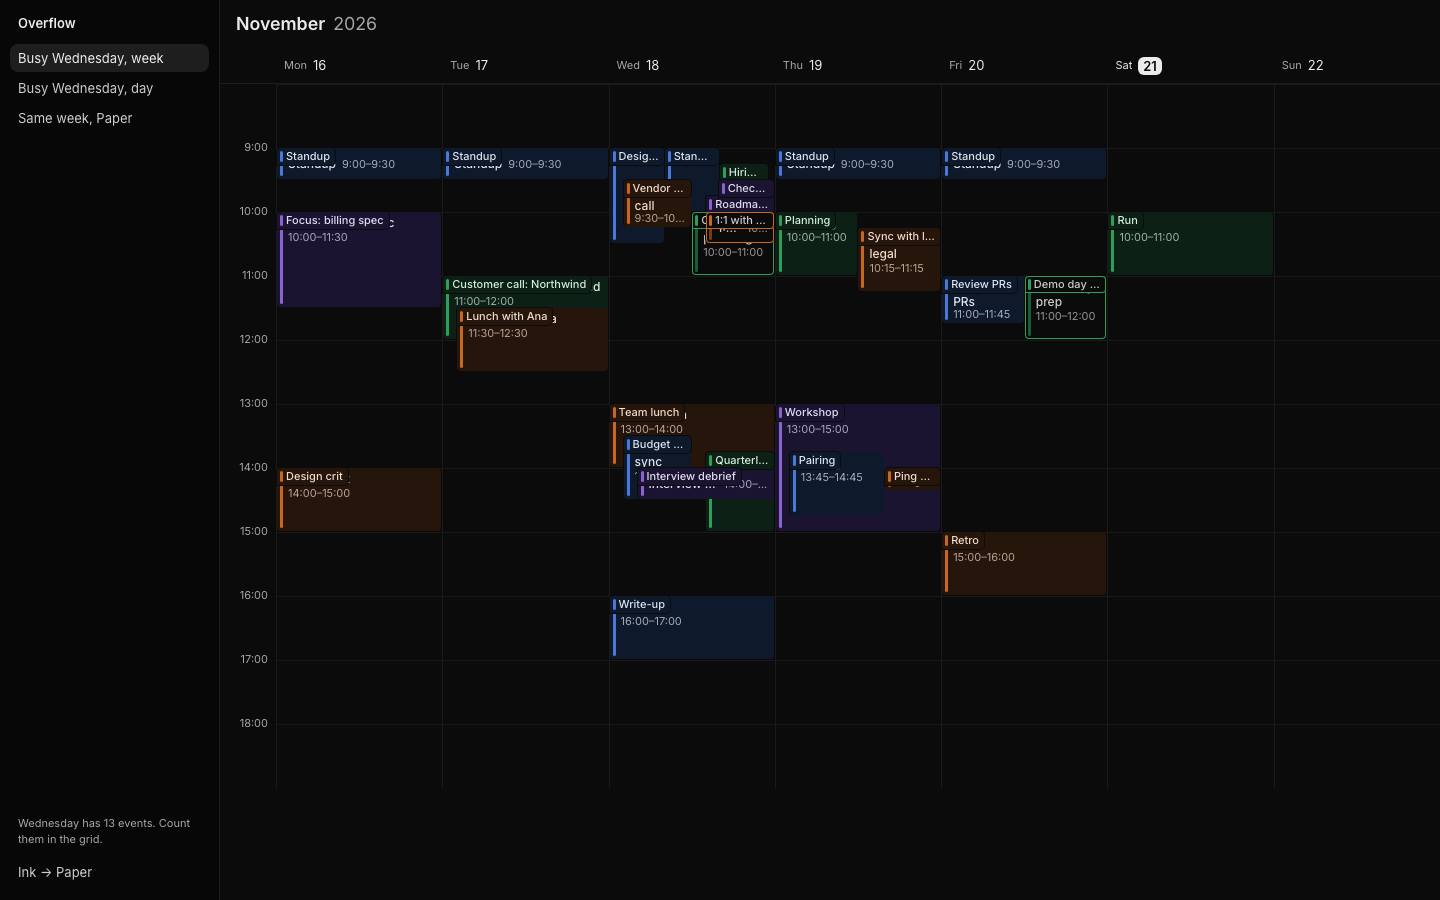 Overflow
Busy Wednesday, week
Busy Wednesday, day
Same week, Paper
Wednesday has 13 events. Count
them in the grid.
Ink → Paper
November 2026
Mon 16
Tue 17
Wed 18
Thu 19
Fri 20
Sat 21
Sun 22
9:00
10:00
11:00
12:00
13:00
14:00
15:00
16:00
17:00
18:00
Standup
9:00–9:30
Focus: billing spec
10:00–11:30
Design crit
14:00–15:00
Standup
9:00–9:30
Customer call: Northwind
11:00–12:00
Lunch with Ana
11:30–12:30
Desig...
Stan...
Hiri...
Vendor ...
call
9:30–10...
Chec...
Roadma...
1:1 with ...
10:00–11:00
Team lunch
13:00–14:00
Budget ...
sync
Quarterl...
Interview debrief
14:00–...
Write-up
16:00–17:00
Standup
9:00–9:30
Planning
10:00–11:00
Sync with l...
legal
10:15–11:15
Workshop
13:00–15:00
Pairing
13:45–14:45
Ping ...
Standup
9:00–9:30
Review PRs
PRs
11:00–11:45
Demo day ...
prep
11:00–12:00
Retro
15:00–16:00
Run
10:00–11:00